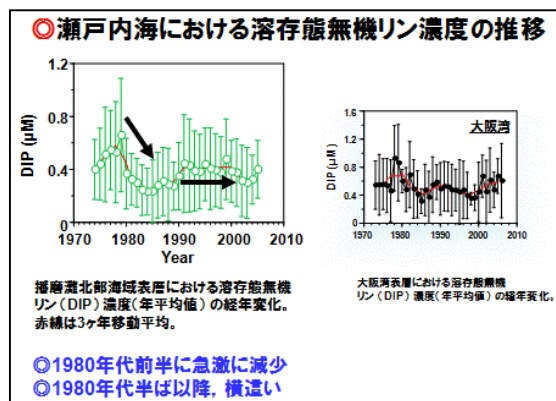 ◎瀬戸内海における溶存態無機リン濃度の推移
1.2
0.8
0.4
0
DIP (μM)
1970 1980 1990 2000 2010
Year
播磨灘北部海域表層における溶存態無機
リン(DIP)濃度(年平均値)の経年変化。
赤線は3ヶ年移動平均。
1.6
1.2
0.8
0.4
0
DIP (μM)
大阪湾
1970 1980 1990 2000 2010
大阪湾表層における溶存態無機
リン(DIP)濃度(年平均値)の経年変化。
◎1980年代前半に急激に減少
◎1980年代半ば以降,横這い